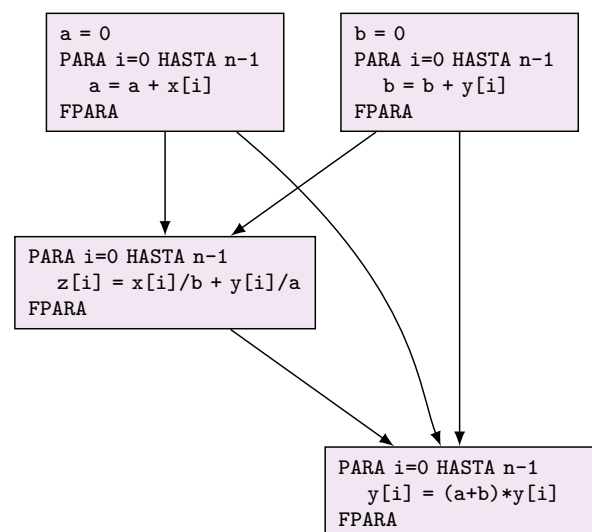 a = 0
PARA i=0 HASTA n-1
a = a + x[i]
FPARA
b = 0
PARA i=0 HASTA n-1
b = b + y[i]
FPARA
PARA i=0 HASTA n-1
z[i] = x[i]/b + y[i]/a
FPARA
PARA i=0 HASTA n-1
y[i] = (a+b)*y[i]
FPARA